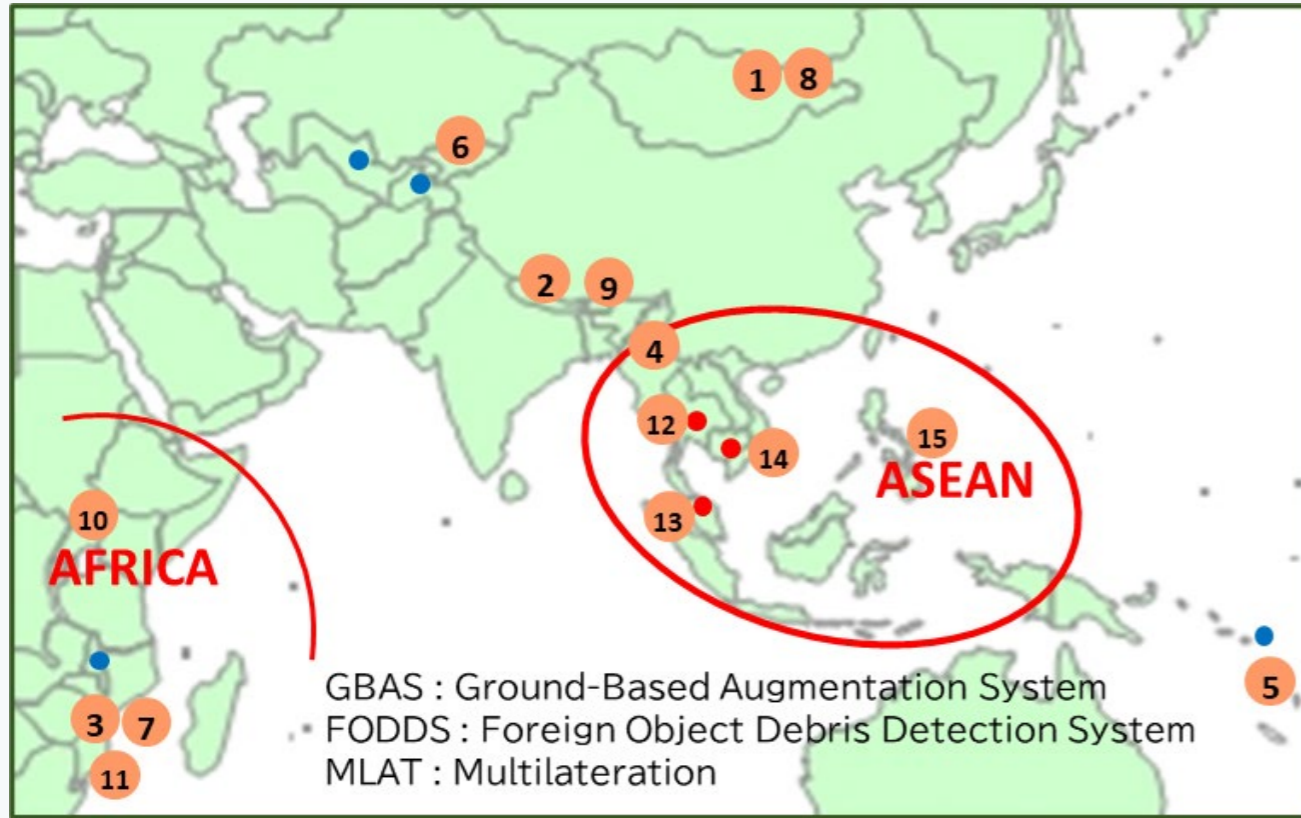 1 8
6
2 9
4
12
15
14
ASEAN
10
13
AFRICA
5
GBAS : Ground-Based Augmentation System
3 7
FODDS : Foreign Object Debris Detection System
11
MLAT : Multilateration